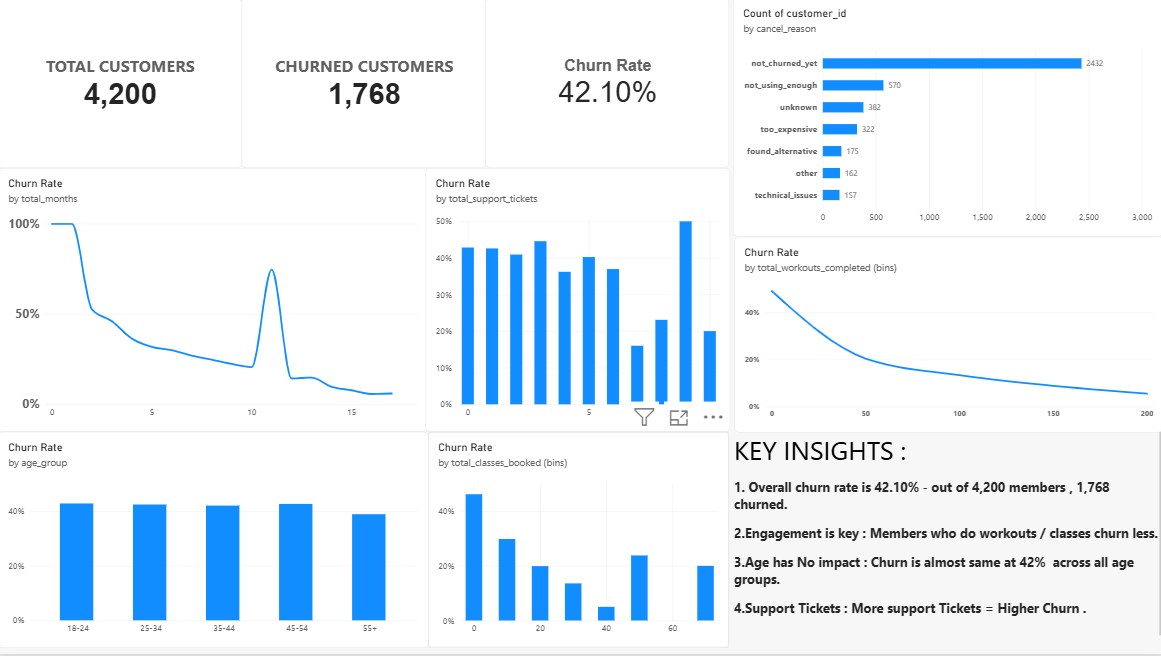 TOTAL CUSTOMERS
4,200
CHURNED CUSTOMERS
1,768
Churn Rate
42.10%
Count of customer_id
by cancel_reason
not_churned_yet 2432
not_using_enough 570
unknown 382
too_expensive 322
found_alternative 175
other 162
technical_issues 157
0 500 1,000 1,500 2,000 2,500 3,000
Churn Rate
by total_months
100%
50%
0%
0 5 10 15
Churn Rate
by total_support_tickets
50%
40%
30%
20%
10%
0%
0 5
Churn Rate
by total_workouts_completed (bins)
40%
20%
0%
0 50 100 150 200
Churn Rate
by age_group
40%
20%
0%
18-24 25-34 35-44 45-54 55+
Churn Rate
by total_classes_booked (bins)
40%
20%
0%
0 20 40 60
KEY INSIGHTS :
1. Overall churn rate is 42.10% - out of 4,200 members , 1,768
churned.
2.Engagement is key : Members who do workouts / classes churn less.
3.Age has No impact : Churn is almost same at 42% across all age
groups.
4.Support Tickets : More support Tickets = Higher Churn .